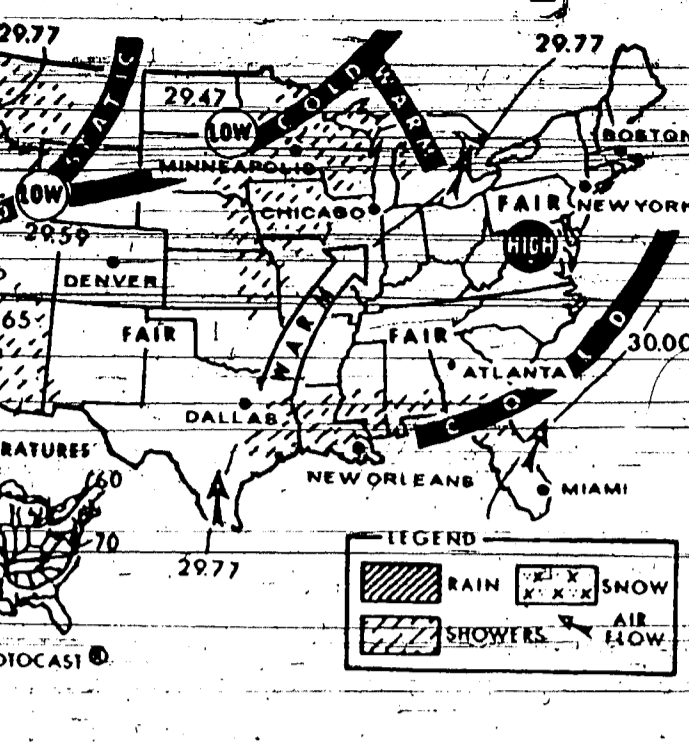 29.77
29.77
STATIC
COLD
WARM
29.47
LOW
BOSTON
MINNEAPOLIS
LOW
FAIR
CHICAGO
NEW YORK
29.59
HIGH
DENVER
65
WARM
FAIR
FAIR
COLD
30.00
ATLANTA
DALLAS
RATURES
NEW ORLEANS
60
MIAMI
70
29.77
LEGEND
RAIN
SNOW
SHOWERS
AIR
FLOW
OTOCAST ®